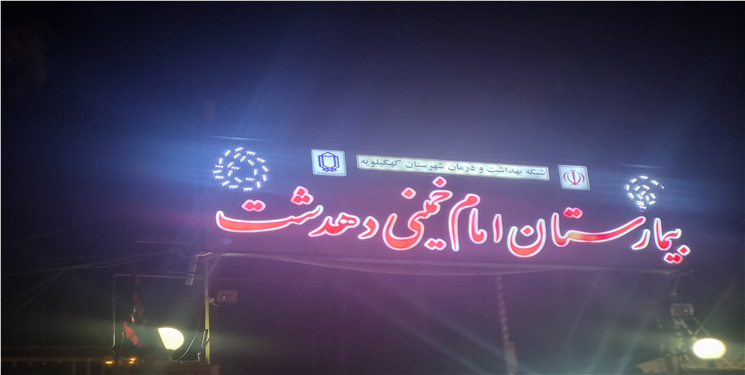 شبکه بهداشت و درمان شهرستان کهگیلویه
بیمارستان امام خمینی دهدشت